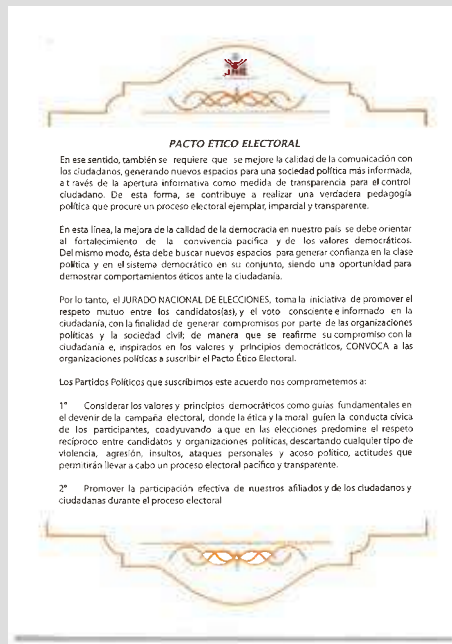 JNE
PACTO ÉTICO ELECTORAL
En ese sentido, también se requiere que se mejore la calidad de la comunicación con
los ciudadanos, generando nuevos espacios para una sociedad política más informada,
a través de la apertura informativa como medida de transparencia para el control
ciudadano. De esta forma, se contribuye a realizar una verdadera pedagogía
política que procure un proceso electoral ejemplar, imparcial y transparente.
En esta línea, la mejora de la calidad de la democracia en nuestro país se debe orientar
al fortalecimiento de la convivencia pacífica y de los valores democráticos.
Del mismo modo, ésta debe buscar nuevos espacios para generar confianza en la clase
política y en el sistema democrático en su conjunto, siendo una oportunidad para
demostrar comportamientos éticos ante la ciudadanía.
Por lo tanto, el JURADO NACIONAL DE ELECCIONES, toma la iniciativa de promover el
respeto mutuo entre los candidatos(as), y el voto consciente e informado en la
ciudadanía, con la finalidad de generar compromisos por parte de las organizaciones
políticas y la sociedad civil; de manera que se reafirme su compromiso con la
ciudadanía e, inspirados en los valores y principios democráticos, CONVOCA a las
organizaciones políticas a suscribir el Pacto Ético Electoral.
Los Partidos Políticos que suscribimos este acuerdo nos comprometemos a:
1° Considerar los valores y principios democráticos como guías fundamentales en
el devenir de la campaña electoral, donde la ética y la moral guíen la conducta cívica
de los participantes, coadyuvando a que en las elecciones predomine el respeto
recíproco entre candidatos y organizaciones políticas, descartando cualquier tipo de
violencia, agresión, insultos, ataques personales y acoso político, actitudes que
permitirán llevar a cabo un proceso electoral pacífico y transparente.
2° Promover la participación efectiva de nuestros afiliados y de los ciudadanos y
ciudadanas durante el proceso electoral